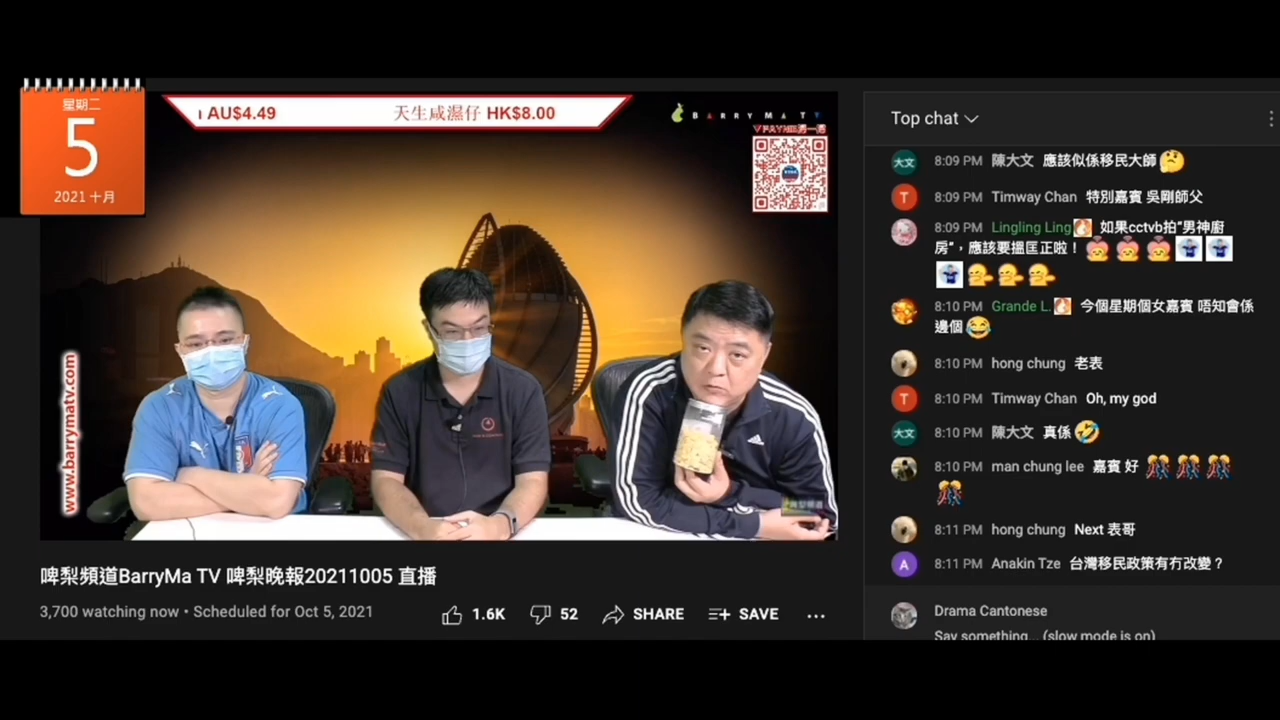 星期二
5
2021 十月
AU$4.49
天生咸濕仔 HK$8.00
BARRY MA TV
www.barrymatv.com
啤梨頻道BarryMa TV 啤梨晚報20211005 直播
3,700 watching now • Scheduled for Oct 5, 2021
1.6K
52
SHARE
SAVE
Top chat
大文 8:09 PM 陳大文 應該似係移民大師
T 8:09 PM Timway Chan 特別嘉賓 吳剛師父
8:09 PM Lingling Ling 如果cctvb拍"男神廚
房"，應該要搵匡正啦！
8:10 PM Grande L. 今個星期個女嘉賓 唔知會係
邊個
8:10 PM hong chung 老表
T 8:10 PM Timway Chan Oh, my god
大文 8:10 PM 陳大文 真係
8:10 PM man chung lee 嘉賓 好
8:11 PM hong chung Next 表哥
A 8:11 PM Anakin Tze 台灣移民政策有冇改變？
Drama Cantonese
Say something... (slow mode is on)